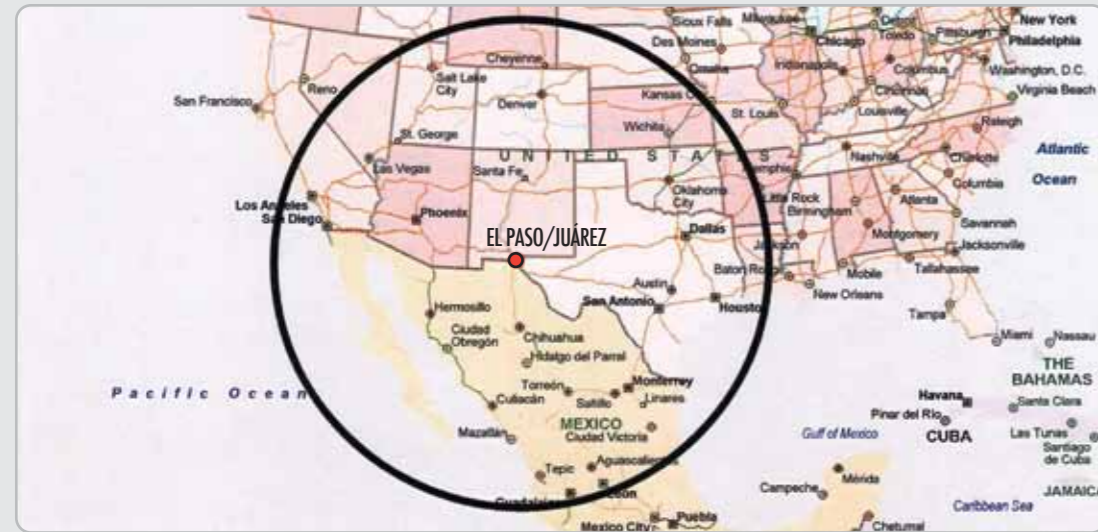 Sioux Falls
Milwaukee
Detroit
New York
Des Moines
Chicago
Toledo
Pittsburgh
Philadelphia
Cheyenne
Omaha
Indianapolis
Columbus
Washington, D.C.
Reno
Salt Lake
City
Denver
Kansas City
Cincinnati
Virginia Beach
San Francisco
St. Louis
Louisville
St. George
Wichita
Raleigh
UNITED STATES
Nashville
Atlantic
Ocean
Las Vegas
Santa Fe
Memphis
Charlotte
Columbia
Oklahoma
City
Little Rock
Los Angeles
San Diego
Phoenix
Birmingham
Atlanta
Savannah
EL PASO/JUÁREZ
Dallas
Jackson
Montgomery
Jacksonville
Baton Rouge
Mobile
Tallahassee
Austin
New Orleans
San Antonio
Houston
Hermosillo
Tampa
Ciudad
Obregón
Chihuahua
Miami
Nassau
Hidalgo del Parral
THE
BAHAMAS
Pacific Ocean
Torreón
Monterrey
Culiacán
Saltillo
Linares
Havana
Santa Clara
Mazatlán
MEXICO
Ciudad Victoria
Pinar del Río
CUBA
Gulf of Mexico
Las Tunas
Santiago
de Cuba
Tepic
Aguascalientes
Mérida
Guadalajara
León
Campeche
JAMAICA
Mexico City
Puebla
Caribbean Sea
Chetumal